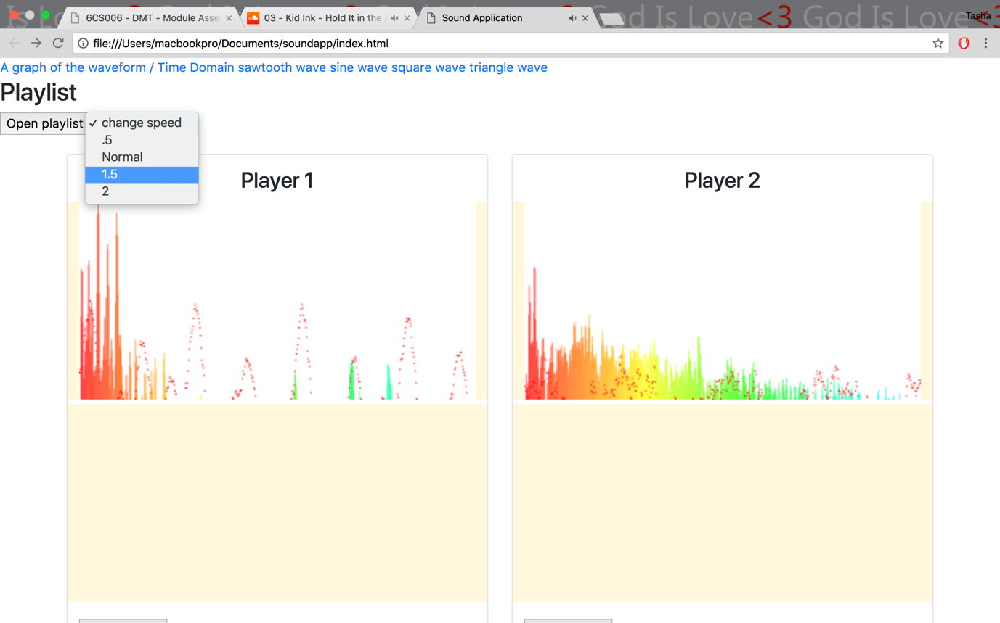 Is Lo God Is Love<3 God Is Love<3
Tasha
6CS006 - DMT - Module Asse
03 - Kid Ink - Hold It in the
Sound Application
file:///Users/macbookpro/Documents/soundapp/index.html
A graph of the waveform / Time Domain sawtooth wave sine wave square wave triangle wave
Playlist
Open playlist
✓ change speed
.5
Normal
1.5
2
Player 1
Player 2